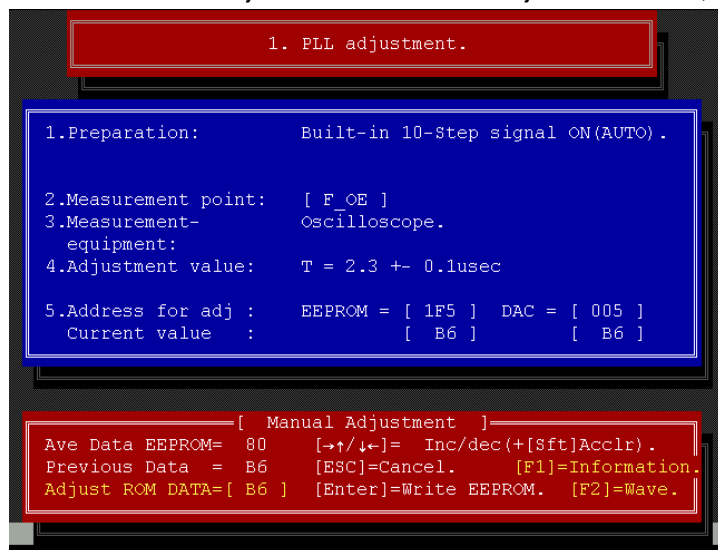 1. PLL adjustment.
1.Preparation: Built-in 10-Step signal ON(AUTO).
2.Measurement point: [ F_OE ]
3.Measurement- Oscilloscope.
equipment:
4.Adjustment value: T = 2.3 +- 0.1usec
5.Address for adj : EEPROM = [ 1F5 ] DAC = [ 005 ]
Current value : [ B6 ] [ B6 ]
[ Manual Adjustment ]
Ave Data EEPROM= 80 [→↑/↓←]= Inc/dec(+[Sft]Acclr).
Previous Data = B6 [ESC]=Cancel. [F1]=Information.
Adjust ROM DATA=[ B6 ] [Enter]=Write EEPROM. [F2]=Wave.